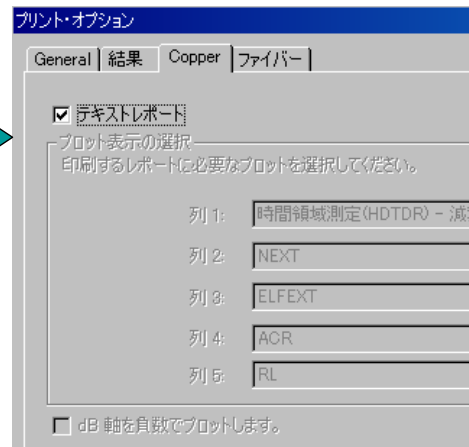 プリント・オプション
General 結果 Copper ファイバー
テキストレポート
プロット表示の選択
印刷するレポートに必要なプロットを選択してください。
列 1: 時間領域測定(HDTDR) - 減
列 2: NEXT
列 3: ELFEXT
列 4: ACR
列 5: RL
dB 軸を負数でプロットします。